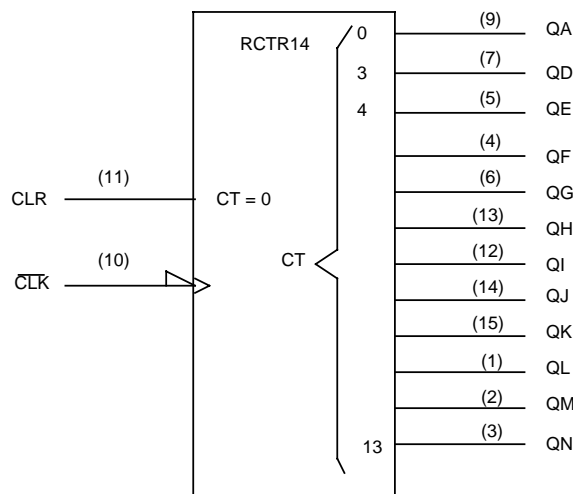 RCTR14
CLR (11) CT = 0
C̅L̅K̅ (10)
CT
0 (9) QA
3 (7) QD
4 (5) QE
(4) QF
(6) QG
(13) QH
(12) QI
(14) QJ
(15) QK
(1) QL
(2) QM
13 (3) QN